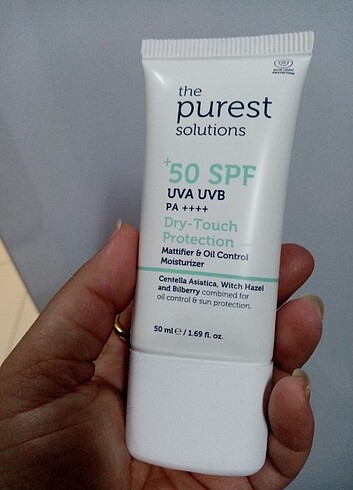 the
purest
solutions
+50 SPF
UVA UVB
PA ++++
Dry-Touch
Protection
Mattifier & Oil Control
Moisturizer
Centella Asiatica, Witch Hazel
and Bilberry combined for
oil control & sun protection.
50 ml ℮ / 1.69 fl. oz.